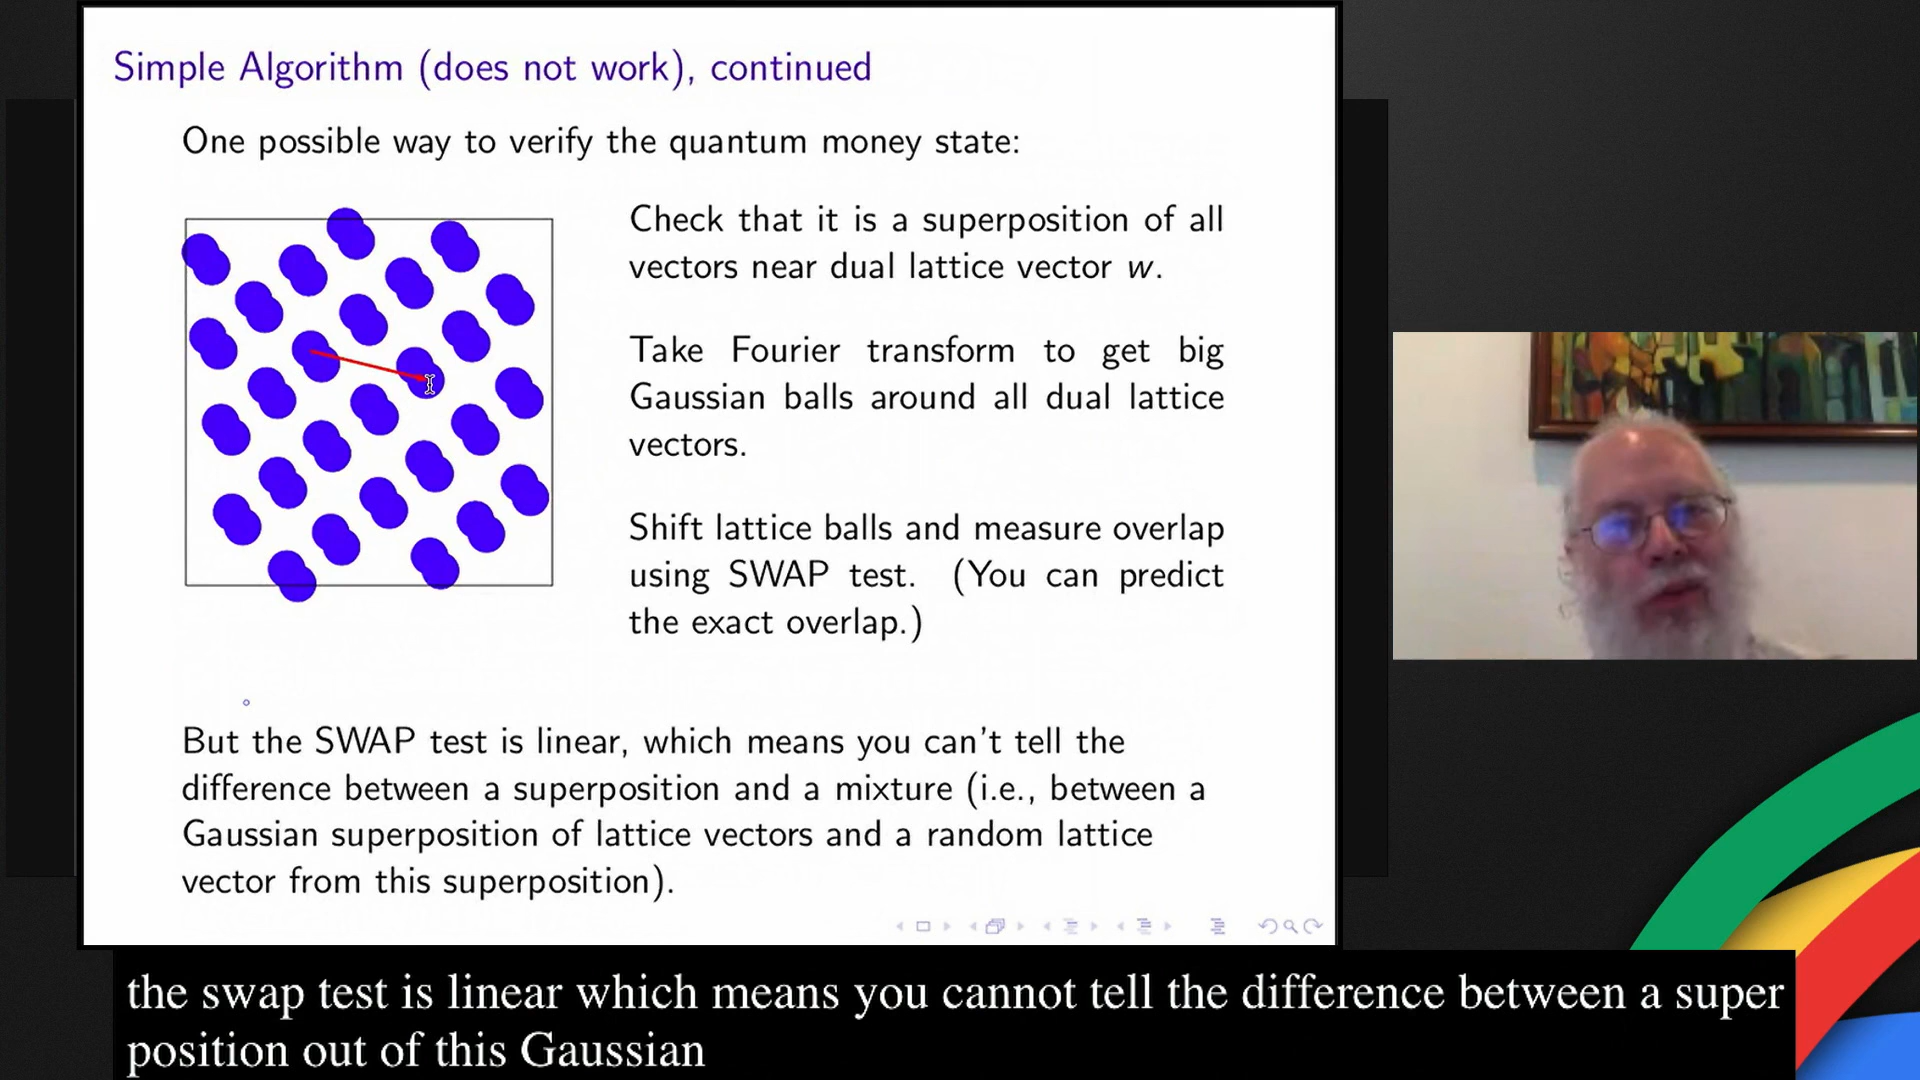 Simple Algorithm (does not work), continued
One possible way to verify the quantum money state:
Check that it is a superposition of all
vectors near dual lattice vector w.
Take Fourier transform to get big
Gaussian balls around all dual lattice
vectors.
Shift lattice balls and measure overlap
using SWAP test. (You can predict
the exact overlap.)
But the SWAP test is linear, which means you can't tell the
difference between a superposition and a mixture (i.e., between a
Gaussian superposition of lattice vectors and a random lattice
vector from this superposition).
the swap test is linear which means you cannot tell the difference between a super
position out of this Gaussian